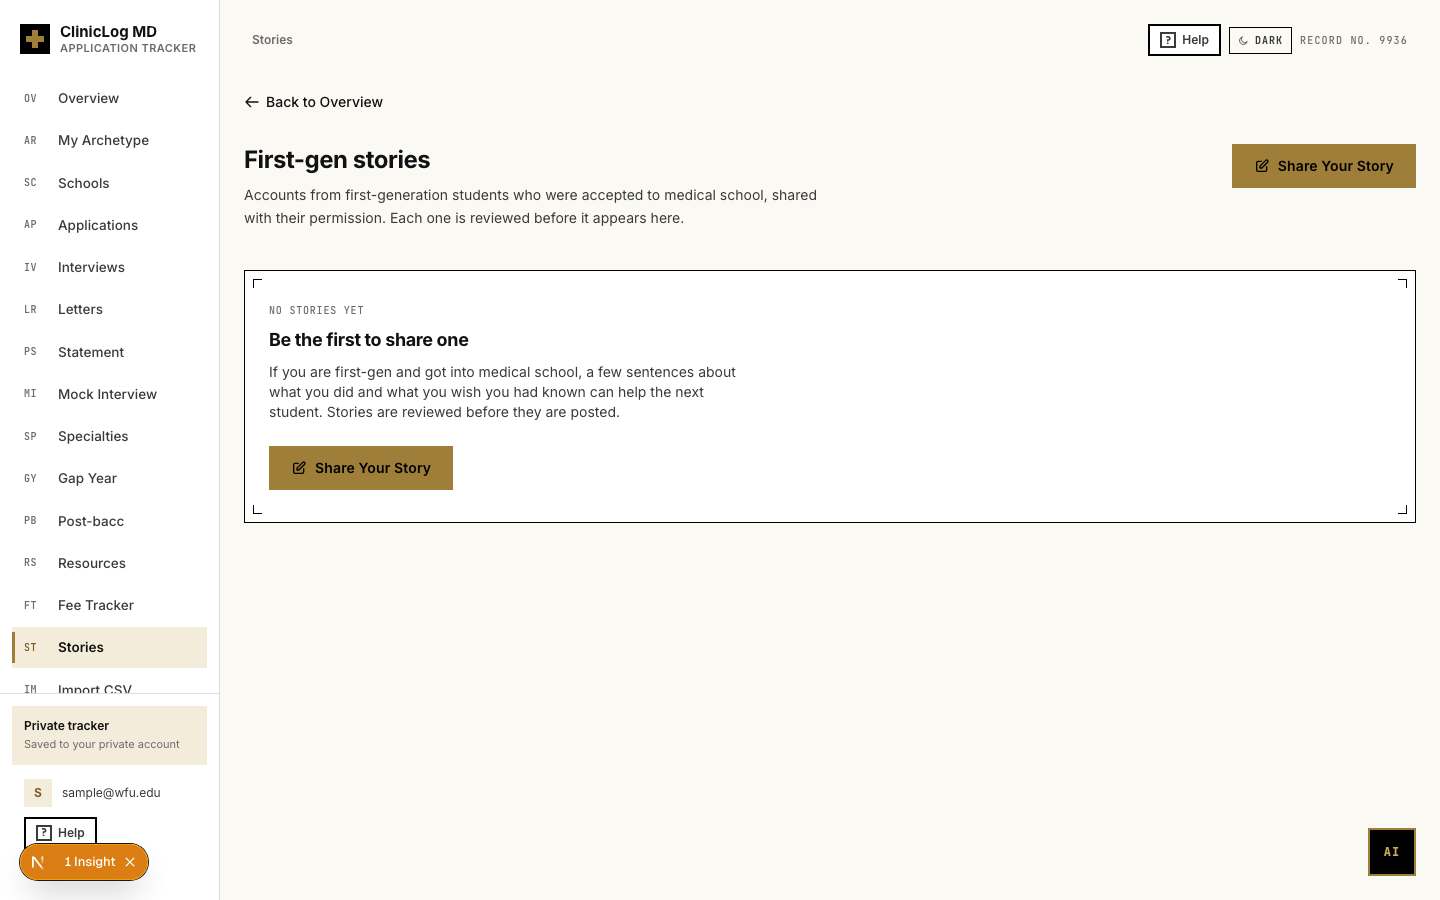 ClinicLog MD
APPLICATION TRACKER
OV Overview
AR My Archetype
SC Schools
AP Applications
IV Interviews
LR Letters
PS Statement
MI Mock Interview
SP Specialties
GY Gap Year
PB Post-bacc
RS Resources
FT Fee Tracker
ST Stories
IM Import CSV
Private tracker
Saved to your private account
S sample@wfu.edu
? Help
N 1 Insight
Stories
? Help
DARK
RECORD NO. 9936
Back to Overview
First-gen stories
Share Your Story
Accounts from first-generation students who were accepted to medical school, shared
with their permission. Each one is reviewed before it appears here.
NO STORIES YET
Be the first to share one
If you are first-gen and got into medical school, a few sentences about
what you did and what you wish you had known can help the next
student. Stories are reviewed before they are posted.
Share Your Story
AI